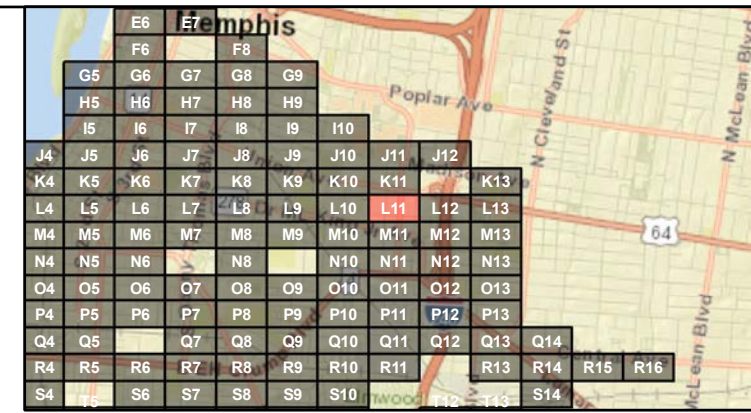 Memphis
E6 E7
F6 F8
G5 G6 G7 G8 G9
Poplar Ave
H5 H6 H7 H8 H9
I5 I6 I7 I8 I9 I10
J4 J5 J6 J7 J8 J9 J10 J11 J12
K4 K5 K6 K7 K8 K9 K10 K11 K13
L4 L5 L6 L7 L8 L9 L10 L11 L12 L13
M4 M5 M6 M7 M8 M9 M10 M11 M12 M13
64
N4 N5 N6 N8 N10 N11 N12 N13
O4 O5 O6 O7 O8 O9 O10 O11 O12 O13
P4 P5 P6 P7 P8 P9 P10 P11 P12 P13
Q4 Q5 Q7 Q8 Q9 Q10 Q11 Q12 Q13 Q14
R4 R5 R6 R7 R8 R9 R10 R11 R13 R14 R15 R16
S4 T5 S6 S7 S8 S9 S10 T12 T13 S14
N Cleveland St
N McLean Blvd
McLean Blvd